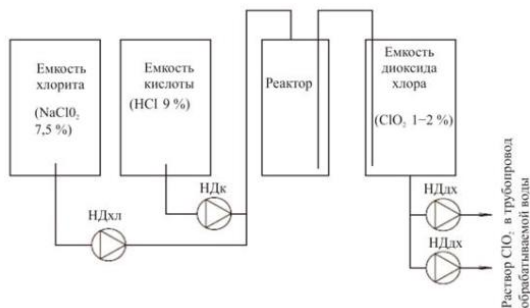 Емкость
хлорита
(NaCl0₂
7,5 %)
Емкость
кислоты
(HCl 9 %)
Реактор
Емкость
диоксида
хлора
(ClO₂ 1−2 %)
НДк
НДхл
НДдх
НДдх
Раствор ClO₂ в трубопровод
обрабатываемой воды